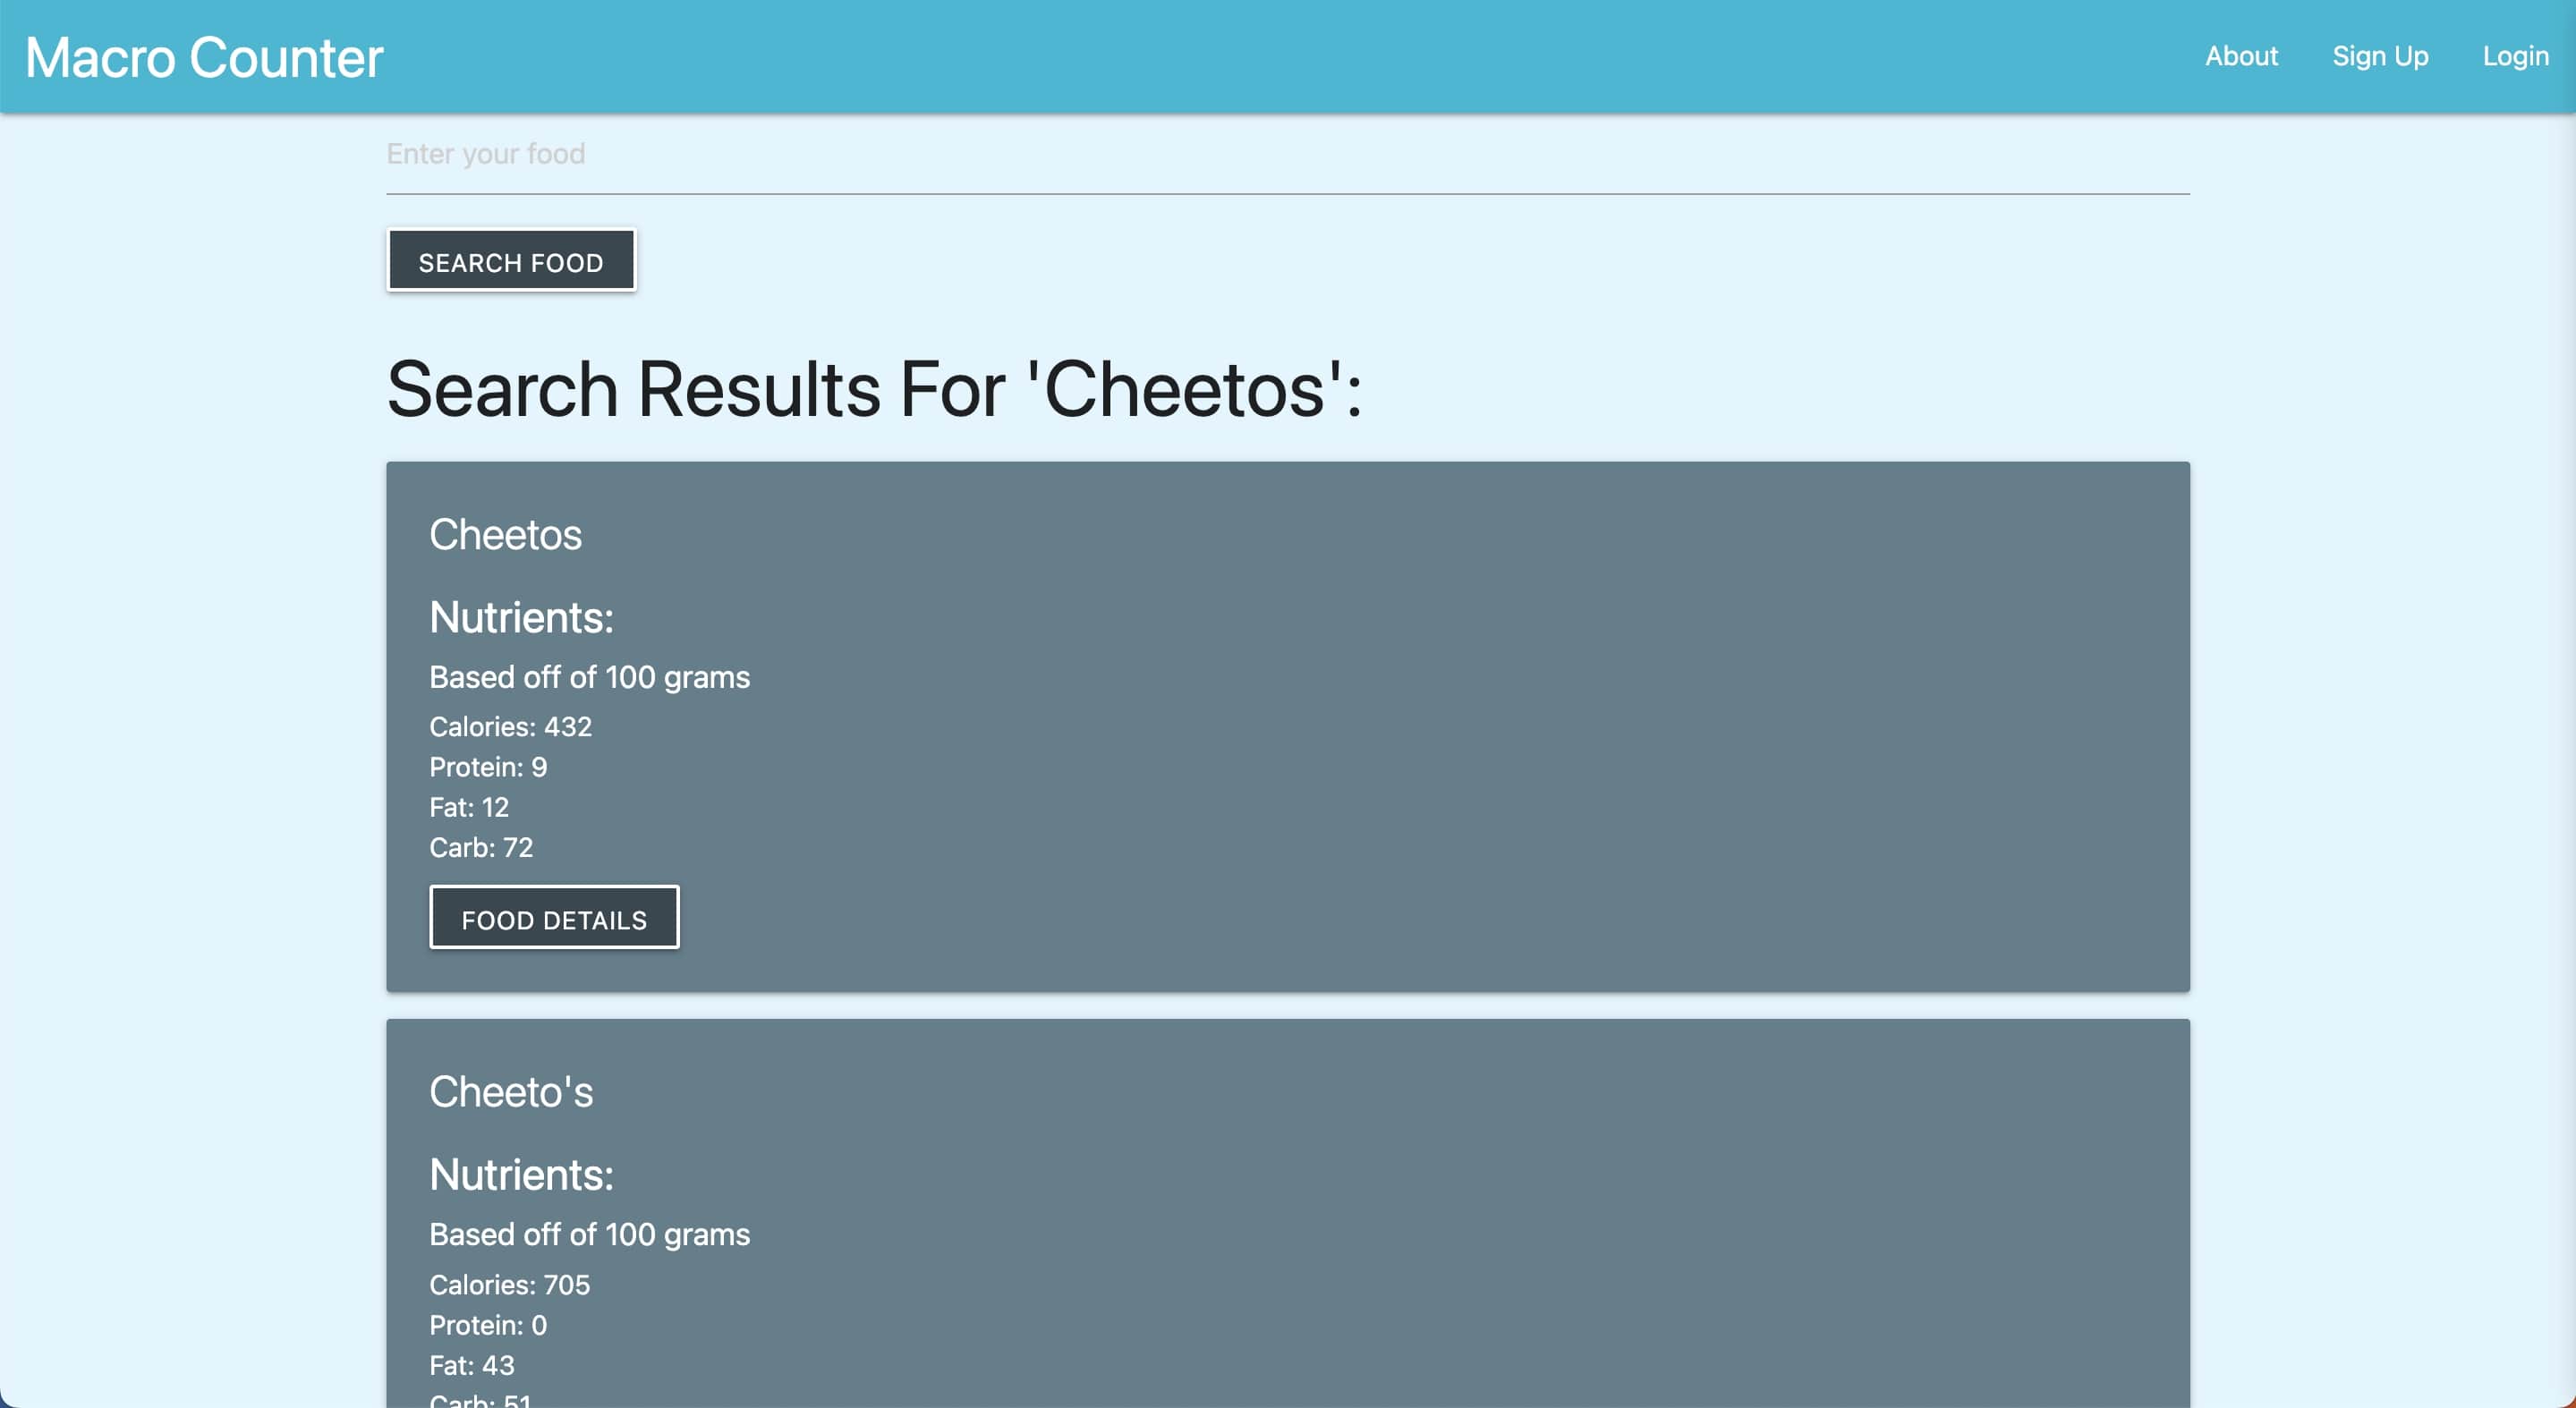 Macro Counter
About
Sign Up
Login
Enter your food
SEARCH FOOD
Search Results For 'Cheetos':
Cheetos
Nutrients:
Based off of 100 grams
Calories: 432
Protein: 9
Fat: 12
Carb: 72
FOOD DETAILS
Cheeto's
Nutrients:
Based off of 100 grams
Calories: 705
Protein: 0
Fat: 43
Carb: 51